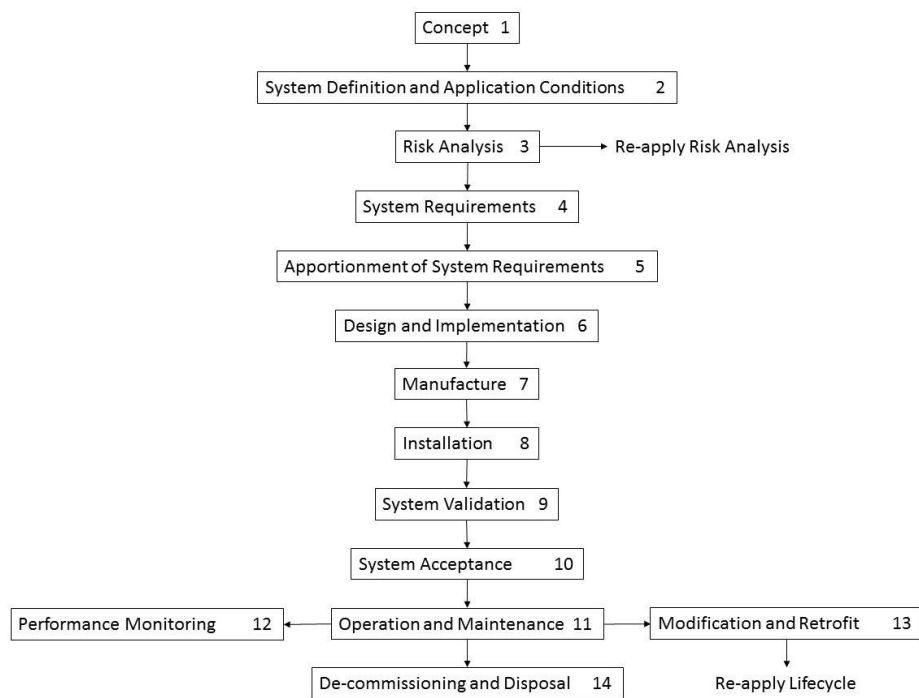 Concept 1
System Definition and Application Conditions 2
Risk Analysis 3
Re-apply Risk Analysis
System Requirements 4
Apportionment of System Requirements 5
Design and Implementation 6
Manufacture 7
Installation 8
System Validation 9
System Acceptance 10
Performance Monitoring 12
Operation and Maintenance 11
Modification and Retrofit 13
De-commissioning and Disposal 14
Re-apply Lifecycle